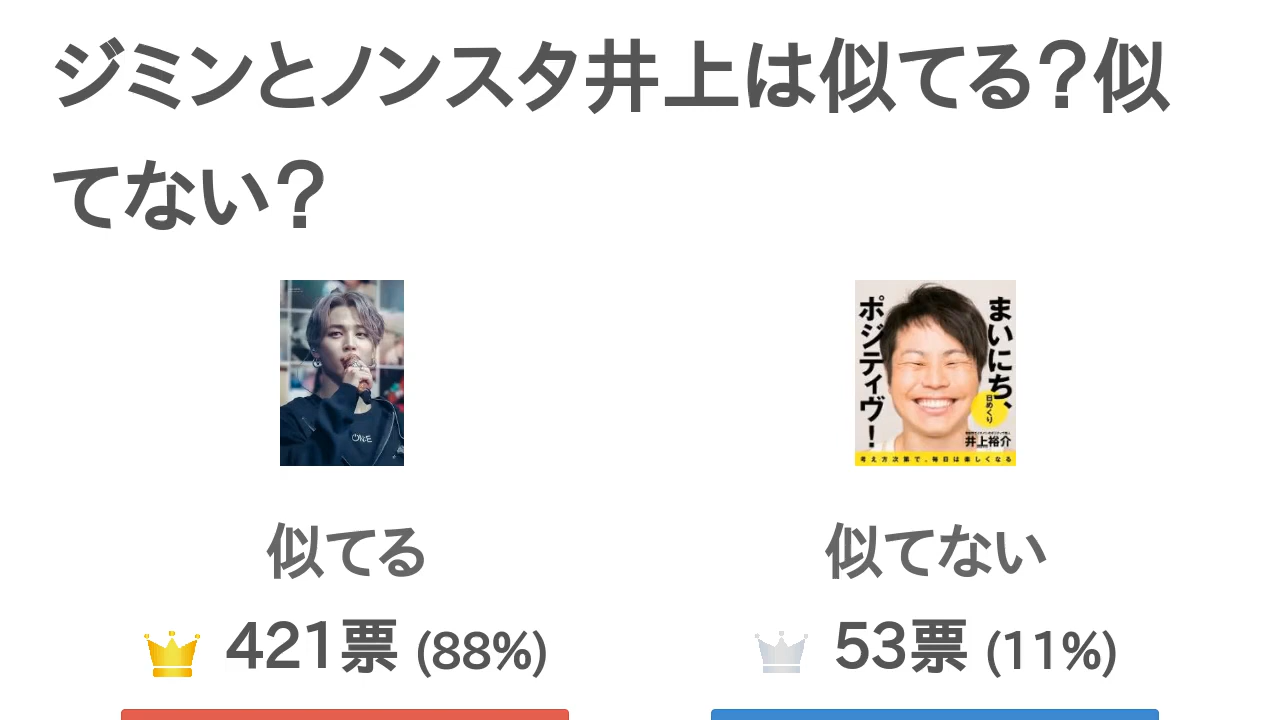 ジミンとノンスタ井上は似てる？似
てない？
まいにち、
ポジティヴ！
日めくり
井上裕介
考え方次第で、毎日は楽しくなる
似てる
似てない
421票 (88%)
53票 (11%)